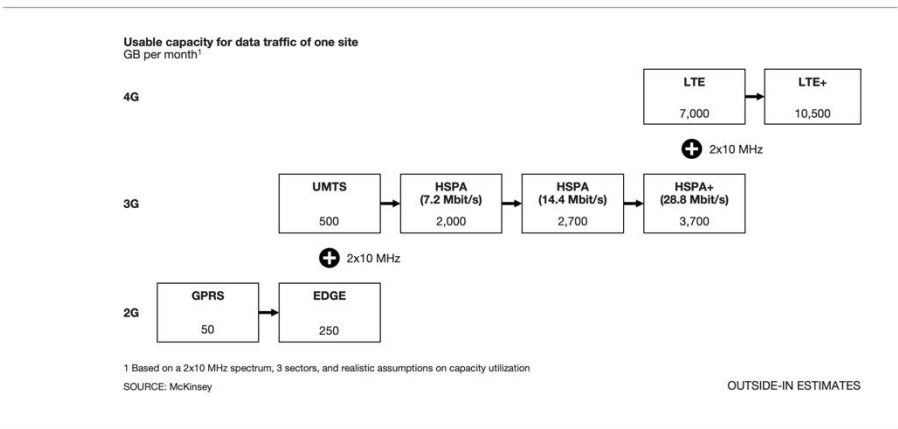 Usable capacity for data traffic of one site
GB per month1
4G
LTE
7,000
LTE+
10,500
2x10 MHz
3G
UMTS
500
HSPA
(7.2 Mbit/s)
2,000
HSPA
(14.4 Mbit/s)
2,700
HSPA+
(28.8 Mbit/s)
3,700
2x10 MHz
2G
GPRS
50
EDGE
250
1 Based on a 2x10 MHz spectrum, 3 sectors, and realistic assumptions on capacity utilization
SOURCE: McKinsey
OUTSIDE-IN ESTIMATES